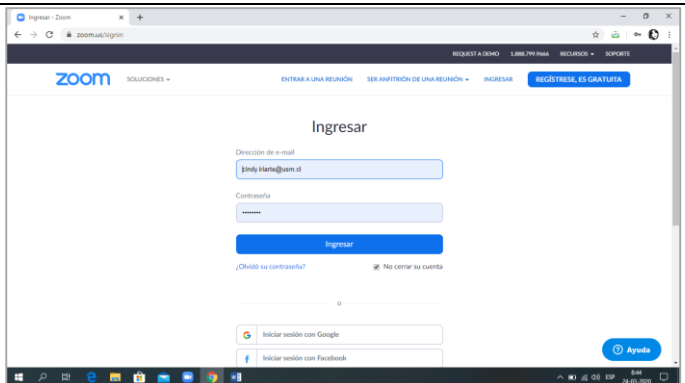 Ingresar - Zoom
zoom.us/signin
REQUEST A DEMO 1.888.799.9666 RECURSOS SOPORTE
zoom SOLUCIONES ENTRAR A UNA REUNIÓN SER ANFITRIÓN DE UNA REUNIÓN INGRESAR REGÍSTRESE, ES GRATUITA
Ingresar
Dirección de e-mail
cindy.iriarte@usm.cl
Contraseña
Ingresar
¿Olvidó su contraseña? No cerrar su cuenta
o
Iniciar sesión con Google
Iniciar sesión con Facebook
Ayuda
ESP 8:44
24-03-2020